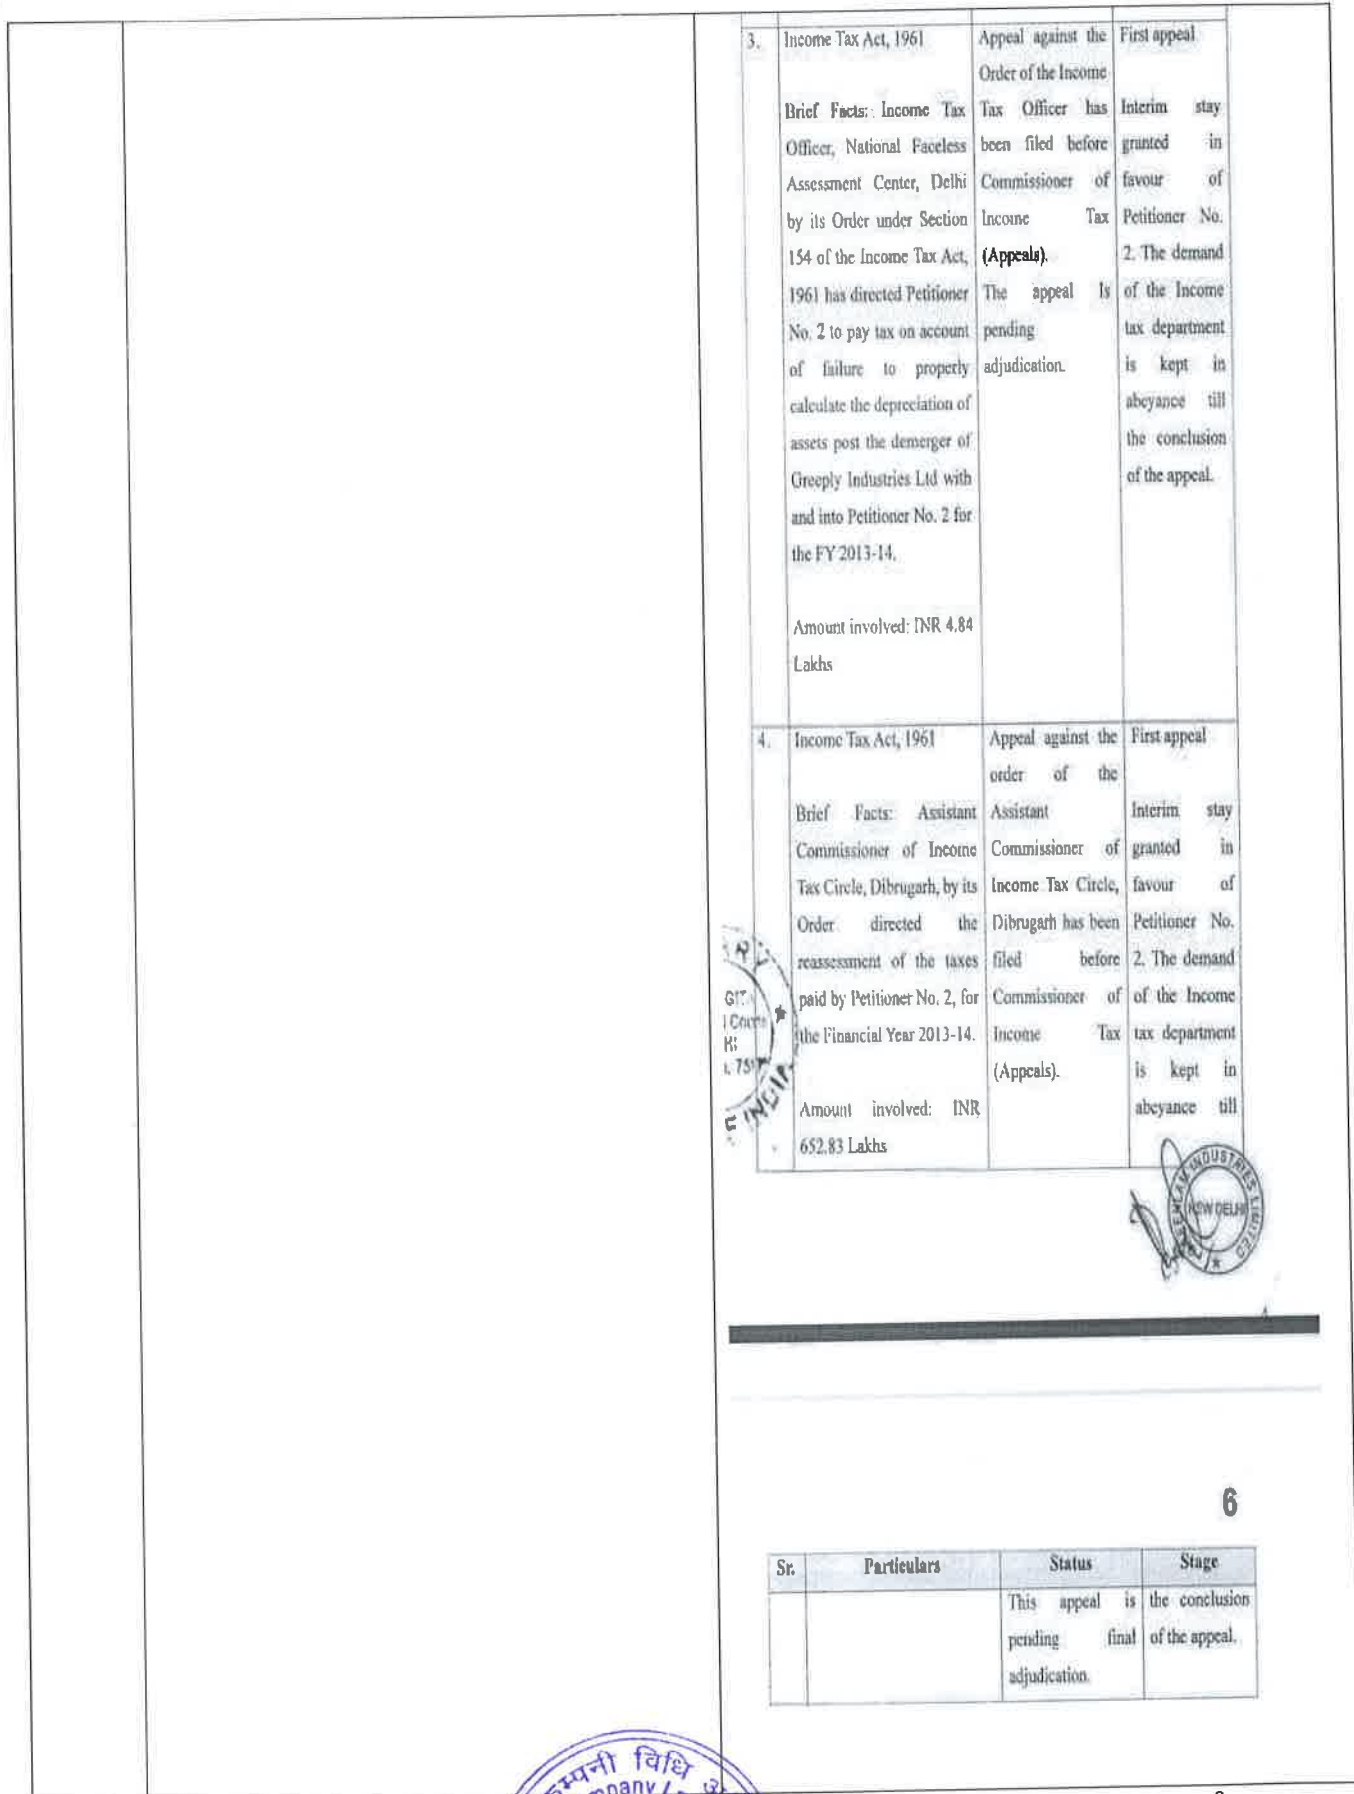 3.
Income Tax Act, 1961
Brief Facts: Income Tax
Officer, National Faceless
Assessment Center, Delhi
by its Order under Section
154 of the Income Tax Act,
1961 has directed Petitioner
No. 2 to pay tax on account
of failure to properly
calculate the depreciation of
assets post the demerger of
Greeply Industries Ltd with
and into Petitioner No. 2 for
the FY 2013-14.
Amount involved: INR 4.84
Lakhs
Appeal against the
Order of the Income
Tax Officer has
been filed before
Commissioner of
Income Tax
(Appeals).
The appeal Is
pending
adjudication.
First appeal
Interim stay
granted in
favour of
Petitioner No.
2. The demand
of the Income
tax department
is kept in
abeyance till
the conclusion
of the appeal.
4.
Income Tax Act, 1961
Brief Facts: Assistant
Commissioner of Income
Tax Circle, Dibrugarh, by its
Order directed the
reassessment of the taxes
paid by Petitioner No. 2, for
the Financial Year 2013-14.
Amount involved: INR
652.83 Lakhs
Appeal against the
order of the
Assistant
Commissioner of
Income Tax Circle,
Dibrugarh has been
filed before
Commissioner of
Income Tax
(Appeals).
First appeal
Interim stay
granted in
favour of
Petitioner No.
2. The demand
of the Income
tax department
is kept in
abeyance till
INDUSTRIES LIMITED
NEW DELHI
6
Sr. Particulars Status Stage
This appeal is
pending final
adjudication.
the conclusion
of the appeal.
विधि